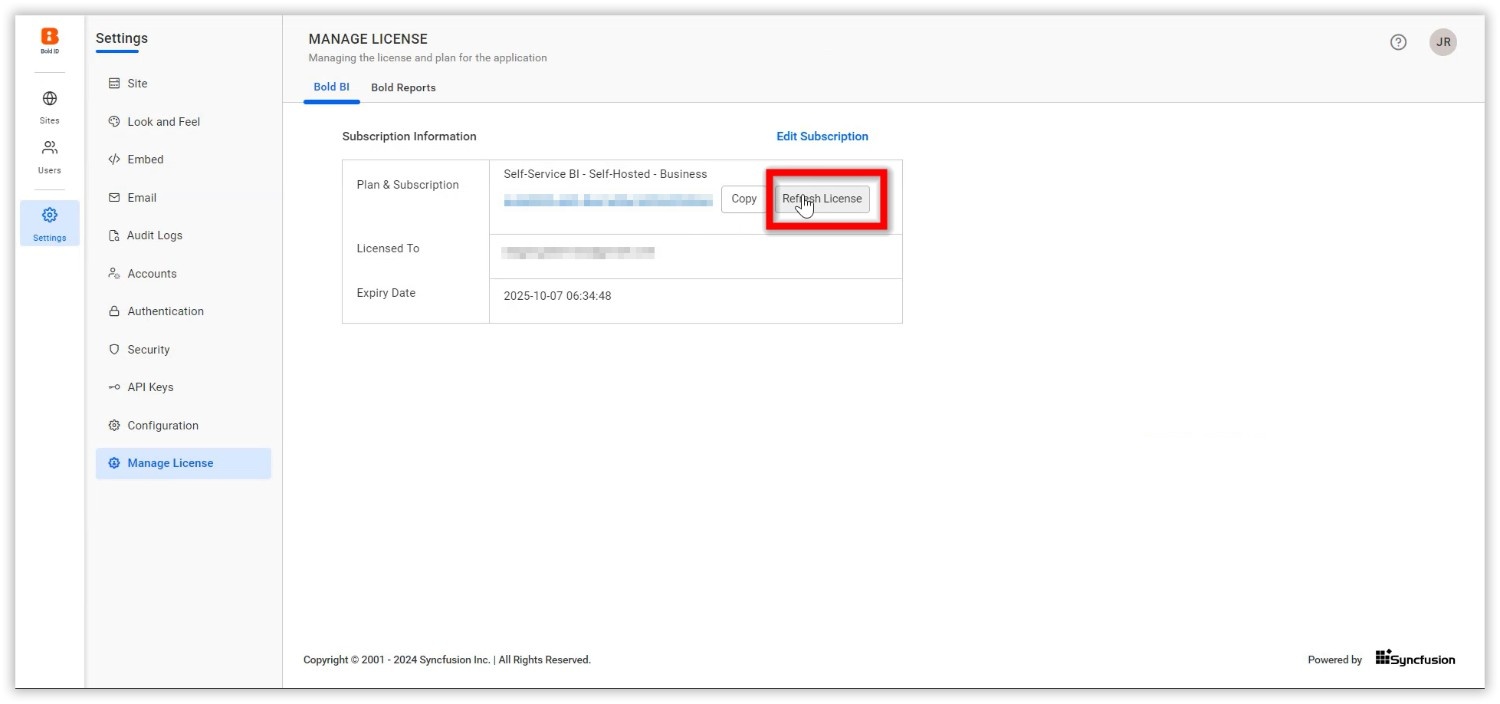 Bold ID
Sites
Users
Settings
Settings
Site
Look and Feel
Embed
Email
Audit Logs
Accounts
Authentication
Security
API Keys
Configuration
Manage License
MANAGE LICENSE
Managing the license and plan for the application
JR
Bold BI
Bold Reports
Subscription Information
Edit Subscription
Plan & Subscription
Self-Service BI - Self-Hosted - Business
Copy
Refresh License
Licensed To
Expiry Date
2025-10-07 06:34:48
Copyright © 2001 - 2024 Syncfusion Inc. | All Rights Reserved.
Powered by
Syncfusion